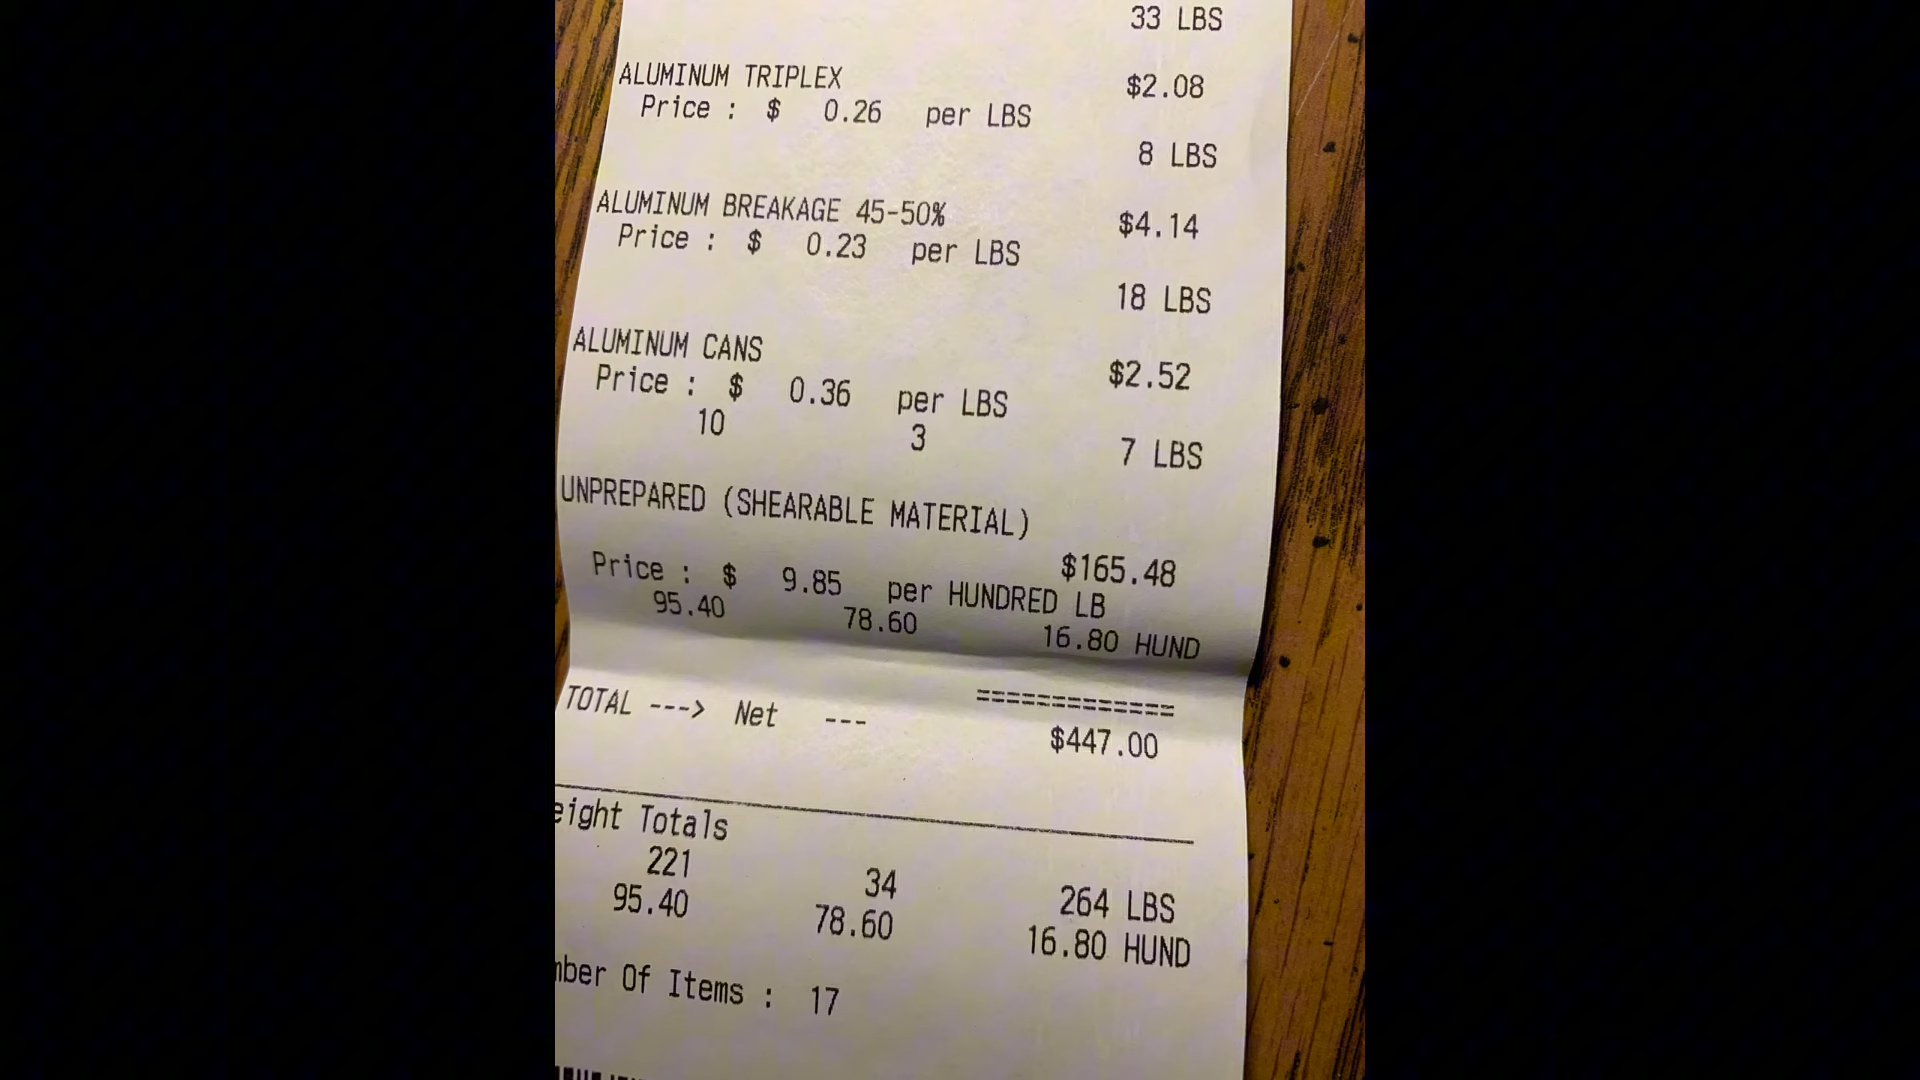 33 LBS
ALUMINUM TRIPLEX $2.08
Price : $ 0.26 per LBS
8 LBS
ALUMINUM BREAKAGE 45-50% $4.14
Price : $ 0.23 per LBS
18 LBS
ALUMINUM CANS $2.52
Price : $ 0.36 per LBS
10 3 7 LBS
UNPREPARED (SHEARABLE MATERIAL)
$165.48
Price : $ 9.85 per HUNDRED LB
95.40 78.60 16.80 HUND
============= 
TOTAL ---> Net --- $447.00
eight Totals
221 34 264 LBS
95.40 78.60 16.80 HUND
mber Of Items : 17